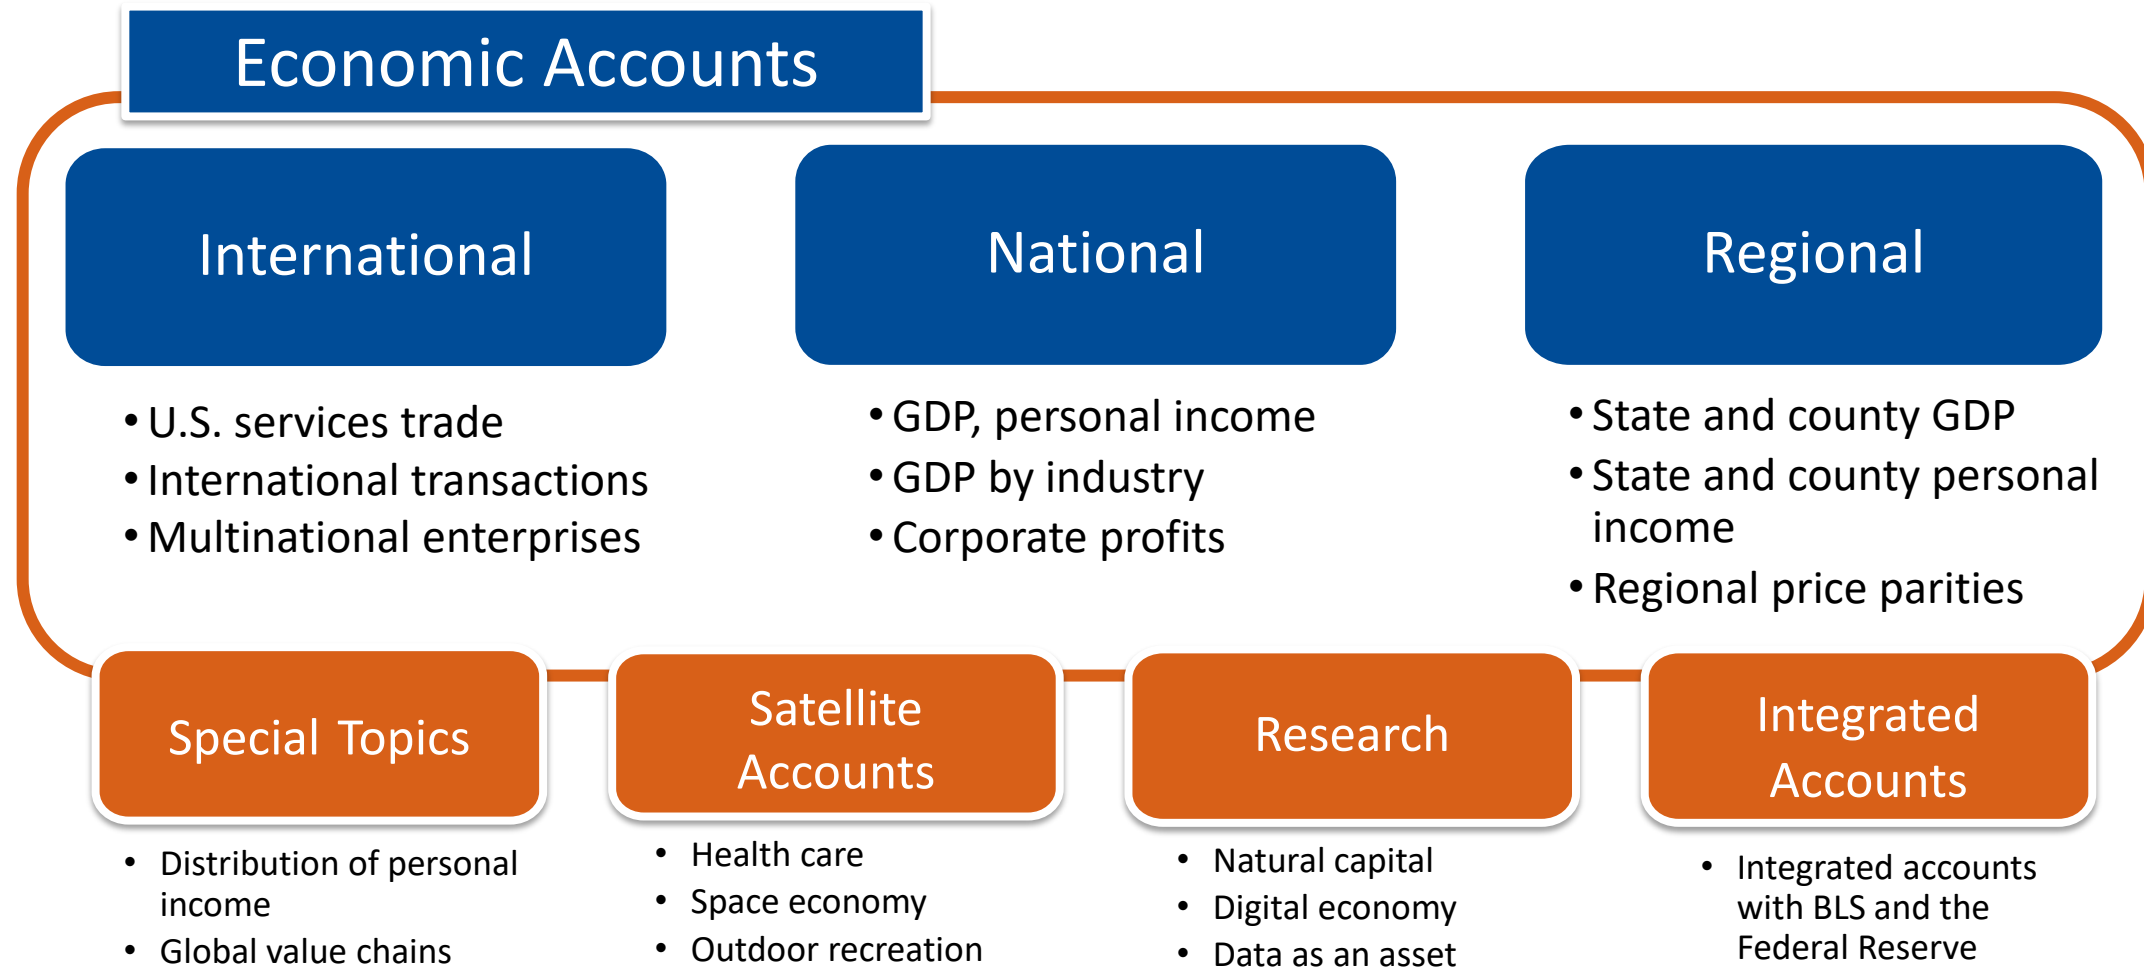 Economic Accounts
International
National
Regional
• U.S. services trade
• International transactions
• Multinational enterprises
• GDP, personal income
• GDP by industry
• Corporate profits
• State and county GDP
• State and county personal
income
• Regional price parities
Special Topics
Satellite
Accounts
Research
Integrated
Accounts
• Distribution of personal
income
• Global value chains
• Health care
• Space economy
• Outdoor recreation
• Natural capital
• Digital economy
• Data as an asset
• Integrated accounts
with BLS and the
Federal Reserve